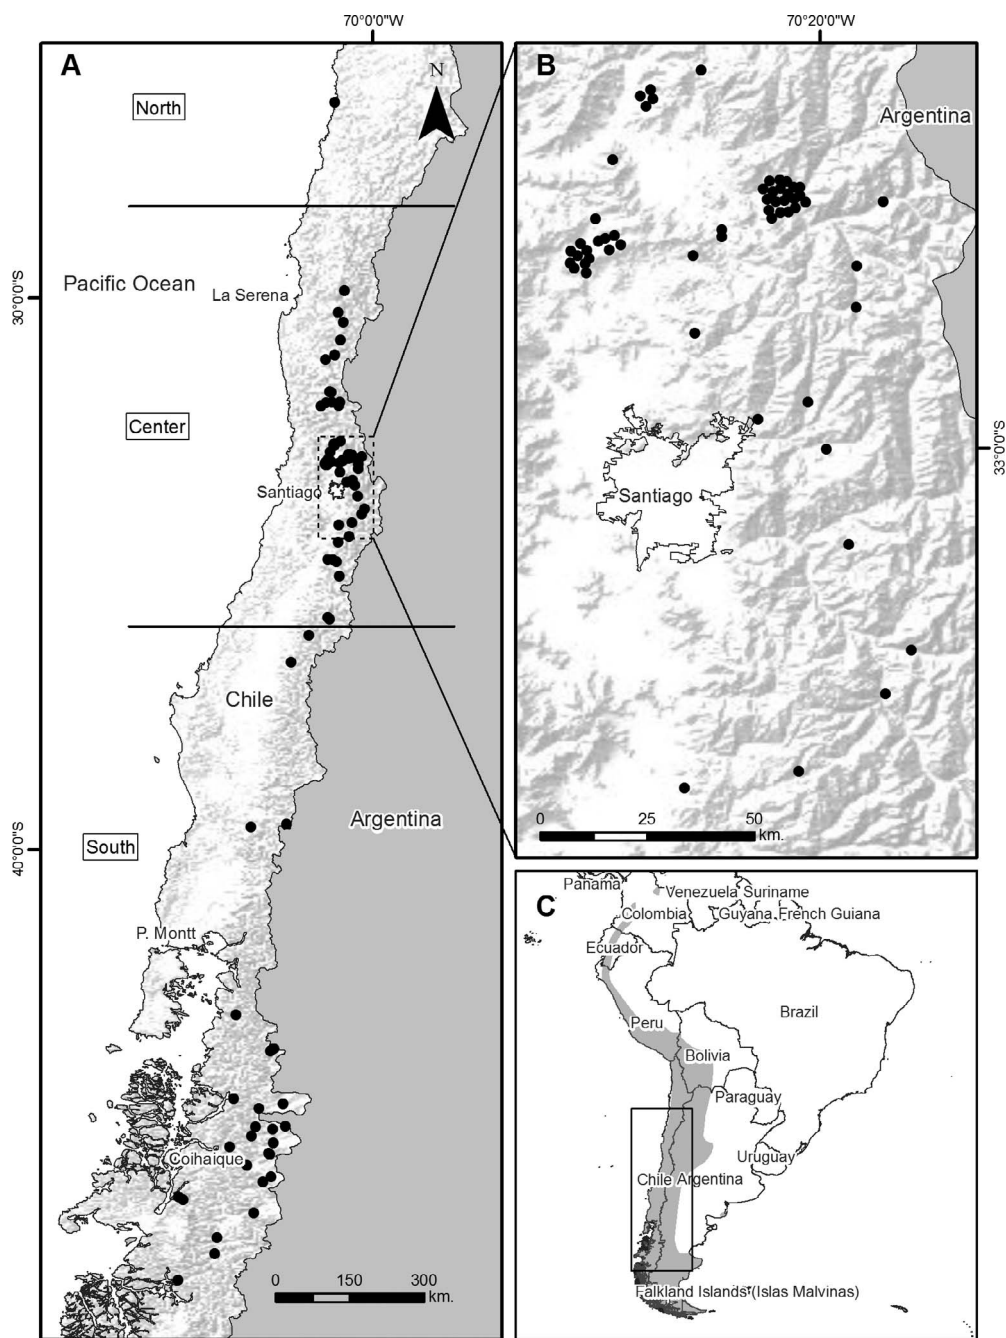 70°0'0"W
70°20'0"W
A
N
North
Pacific Ocean
La Serena
30°0'0"S
Center
Santiago
Chile
Argentina
South
40°0'0"S
P. Montt
Coihaique
0 150 300
km.
B
Argentina
33°0'0"S
Santiago
0 25 50
km.
C
Panama
Venezuela Suriname
Colombia
Guyana French Guiana
Ecuador
Brazil
Peru
Bolivia
Paraguay
Uruguay
Chile Argentina
Falkland Islands (Islas Malvinas)